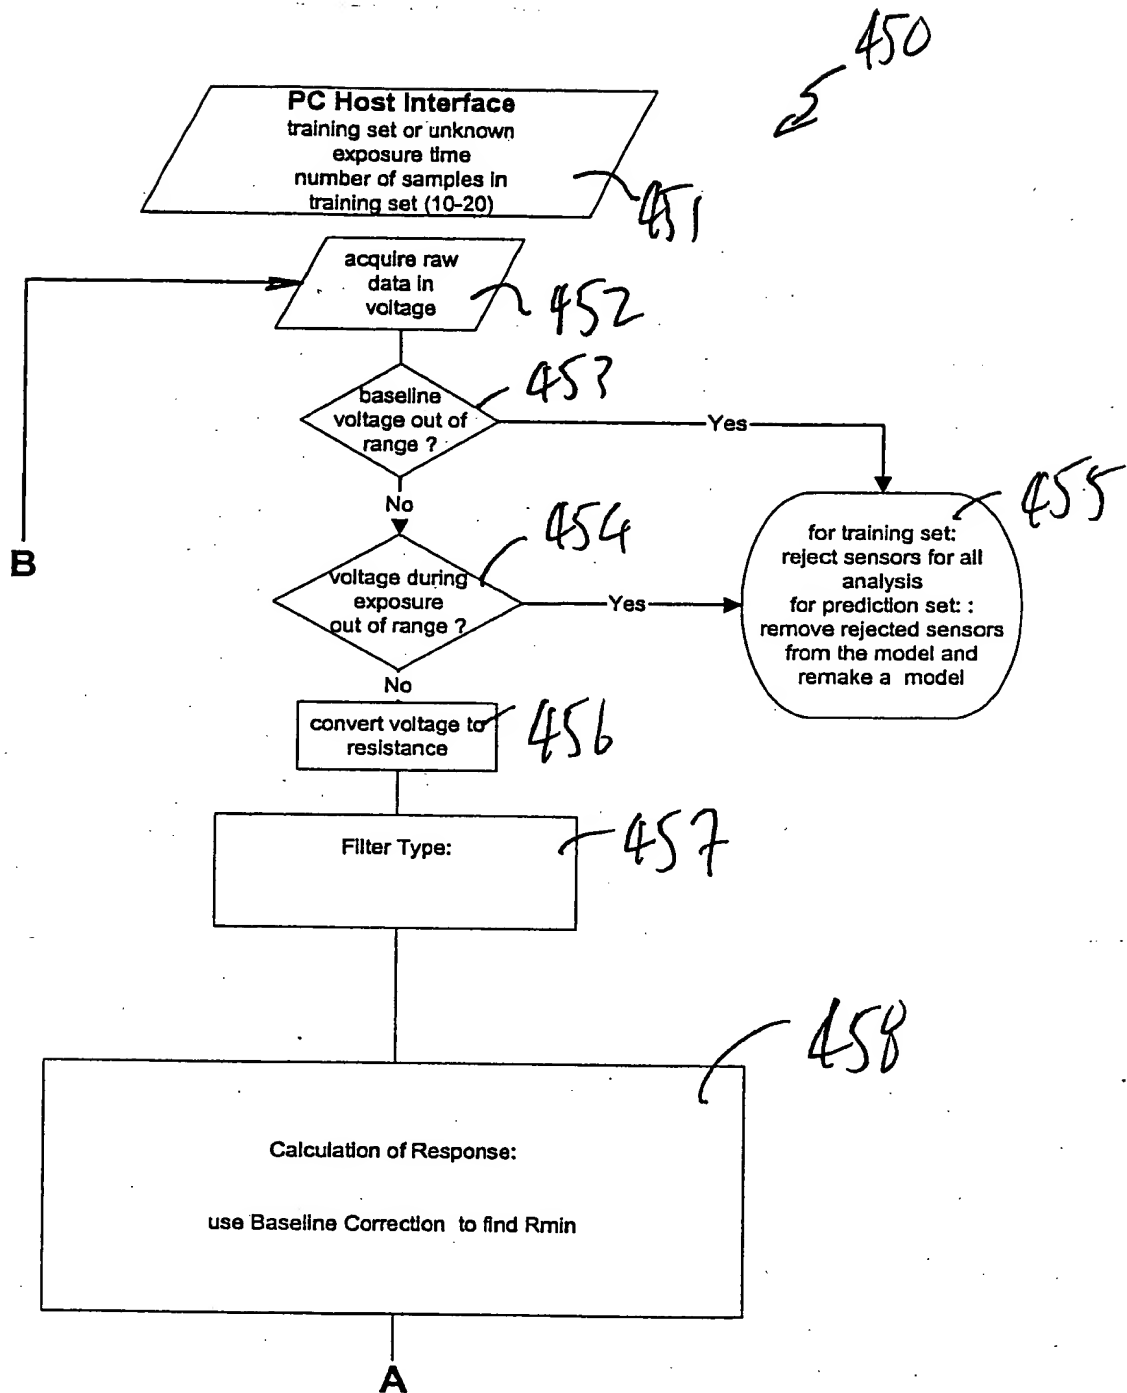 450
PC Host Interface
training set or unknown
exposure time
number of samples in
training set (10-20)
451
acquire raw
data in
voltage
452
baseline
voltage out of
range ?
453
Yes
No
455
for training set:
reject sensors for all
analysis
for prediction set: :
remove rejected sensors
from the model and
remake a model
B
454
voltage during
exposure
out of range ?
Yes
No
convert voltage to
resistance
456
Filter Type:
457
458
Calculation of Response:
use Baseline Correction to find Rmin
A